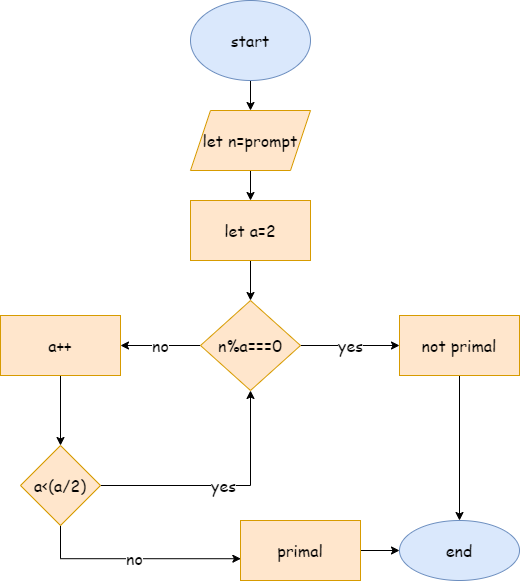 start
let n=prompt
let a=2
n%a===0
no
yes
a++
not primal
a<(a/2)
yes
no
primal
end